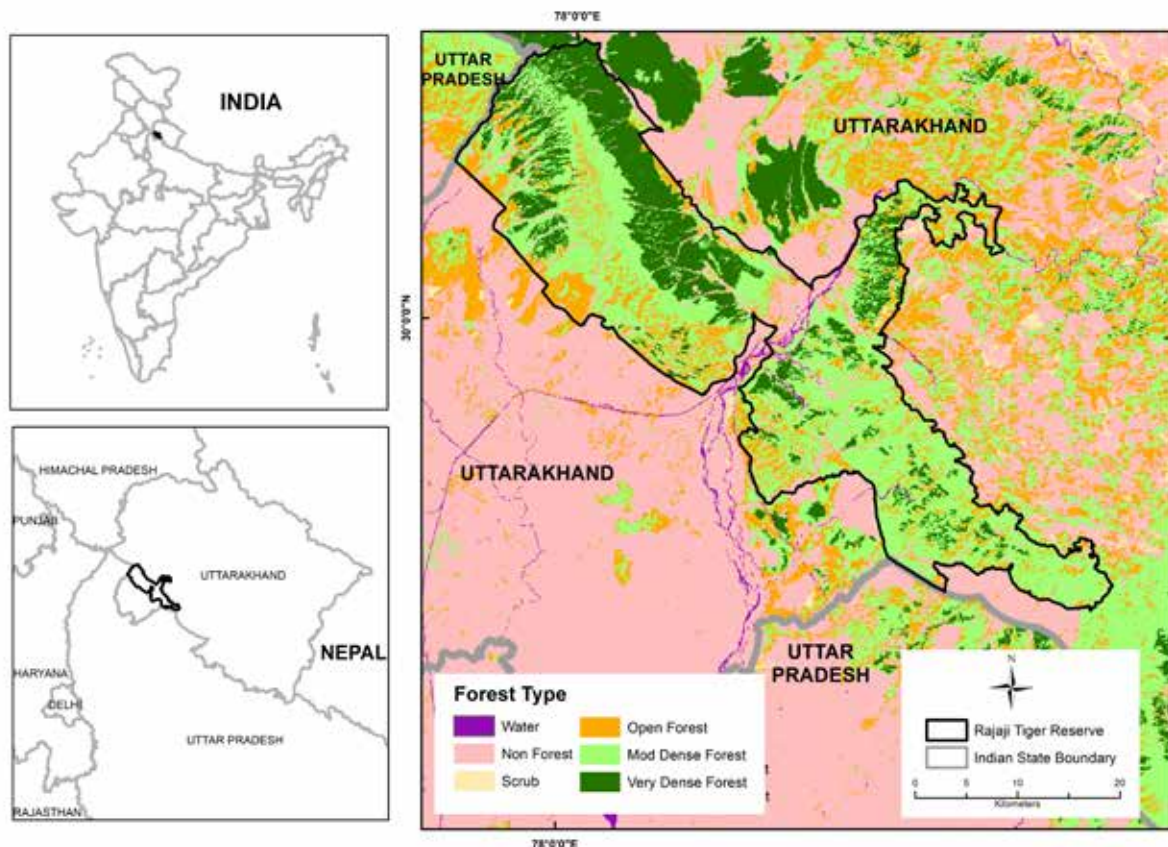 INDIA
HIMACHAL PRADESH
PUNJAB
UTTARAKHAND
NEPAL
HARYANA
DELHI
UTTAR PRADESH
RAJASTHAN
78°0'0"E
UTTAR
PRADESH
UTTARAKHAND
30°0'0"N
UTTARAKHAND
UTTAR
PRADESH
Forest Type
Water
Non Forest
Scrub
Open Forest
Mod Dense Forest
Very Dense Forest
N
Rajaji Tiger Reserve
Indian State Boundary
0 5 10 20
Kilometers
78°0'0"E